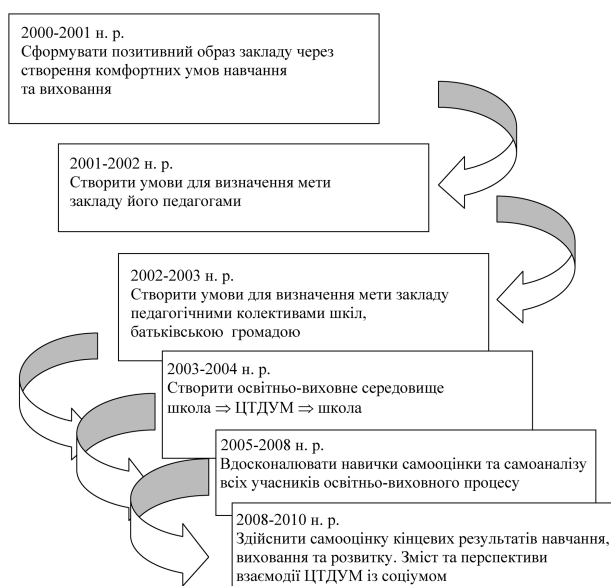 2000-2001 н. р.
Сформувати позитивний образ закладу через
створення комфортних умов навчання
та виховання
2001-2002 н. р.
Створити умови для визначення мети
закладу його педагогами
2002-2003 н. р.
Створити умови для визначення мети закладу
педагогічними колективами шкіл,
батьківською громадою
2003-2004 н. р.
Створити освітньо-виховне середовище
школа ⇒ ЦТДУМ ⇒ школа
2005-2008 н. р.
Вдосконалювати навички самооцінки та самоаналізу
всіх учасників освітньо-виховного процесу
2008-2010 н. р.
Здійснити самооцінку кінцевих результатів навчання,
виховання та розвитку. Зміст та перспективи
взаємодії ЦТДУМ із соціумом